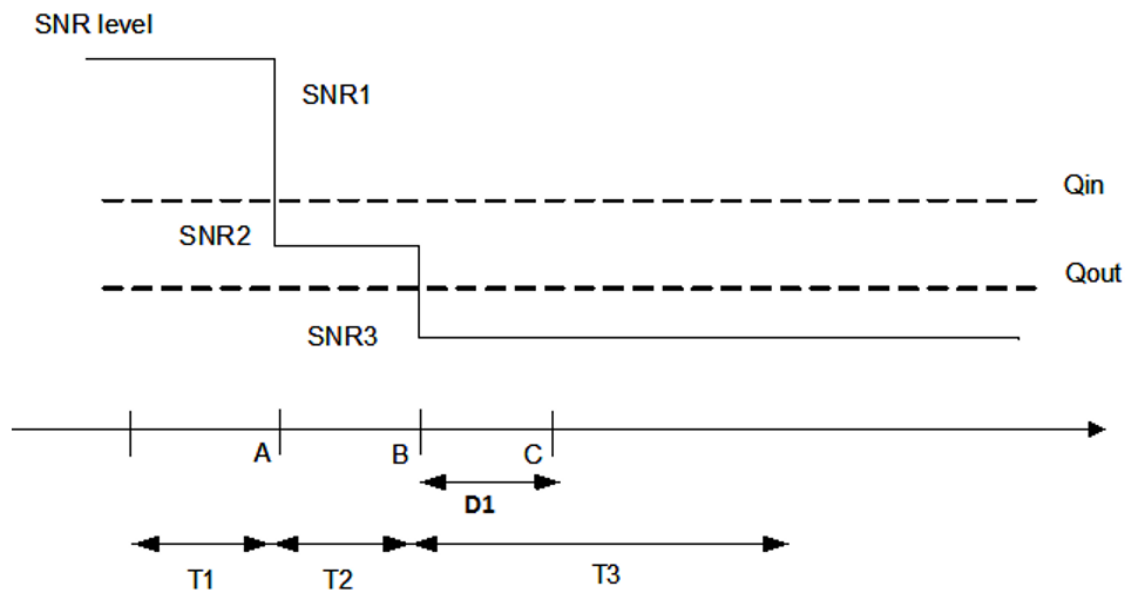 SNR level
SNR1
Qin
SNR2
Qout
SNR3
A B C
D1
T1 T2 T3